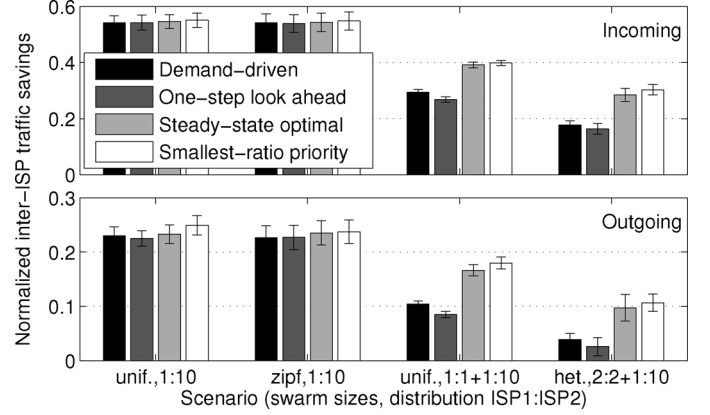 Normalized inter−ISP traffic savings
0.6
0.4
0.2
0
Incoming
Demand−driven
One−step look ahead
Steady−state optimal
Smallest−ratio priority
0.3
0.2
0.1
0
Outgoing
unif.,1:10 zipf,1:10 unif.,1:1+1:10 het.,2:2+1:10
Scenario (swarm sizes, distribution ISP1:ISP2)